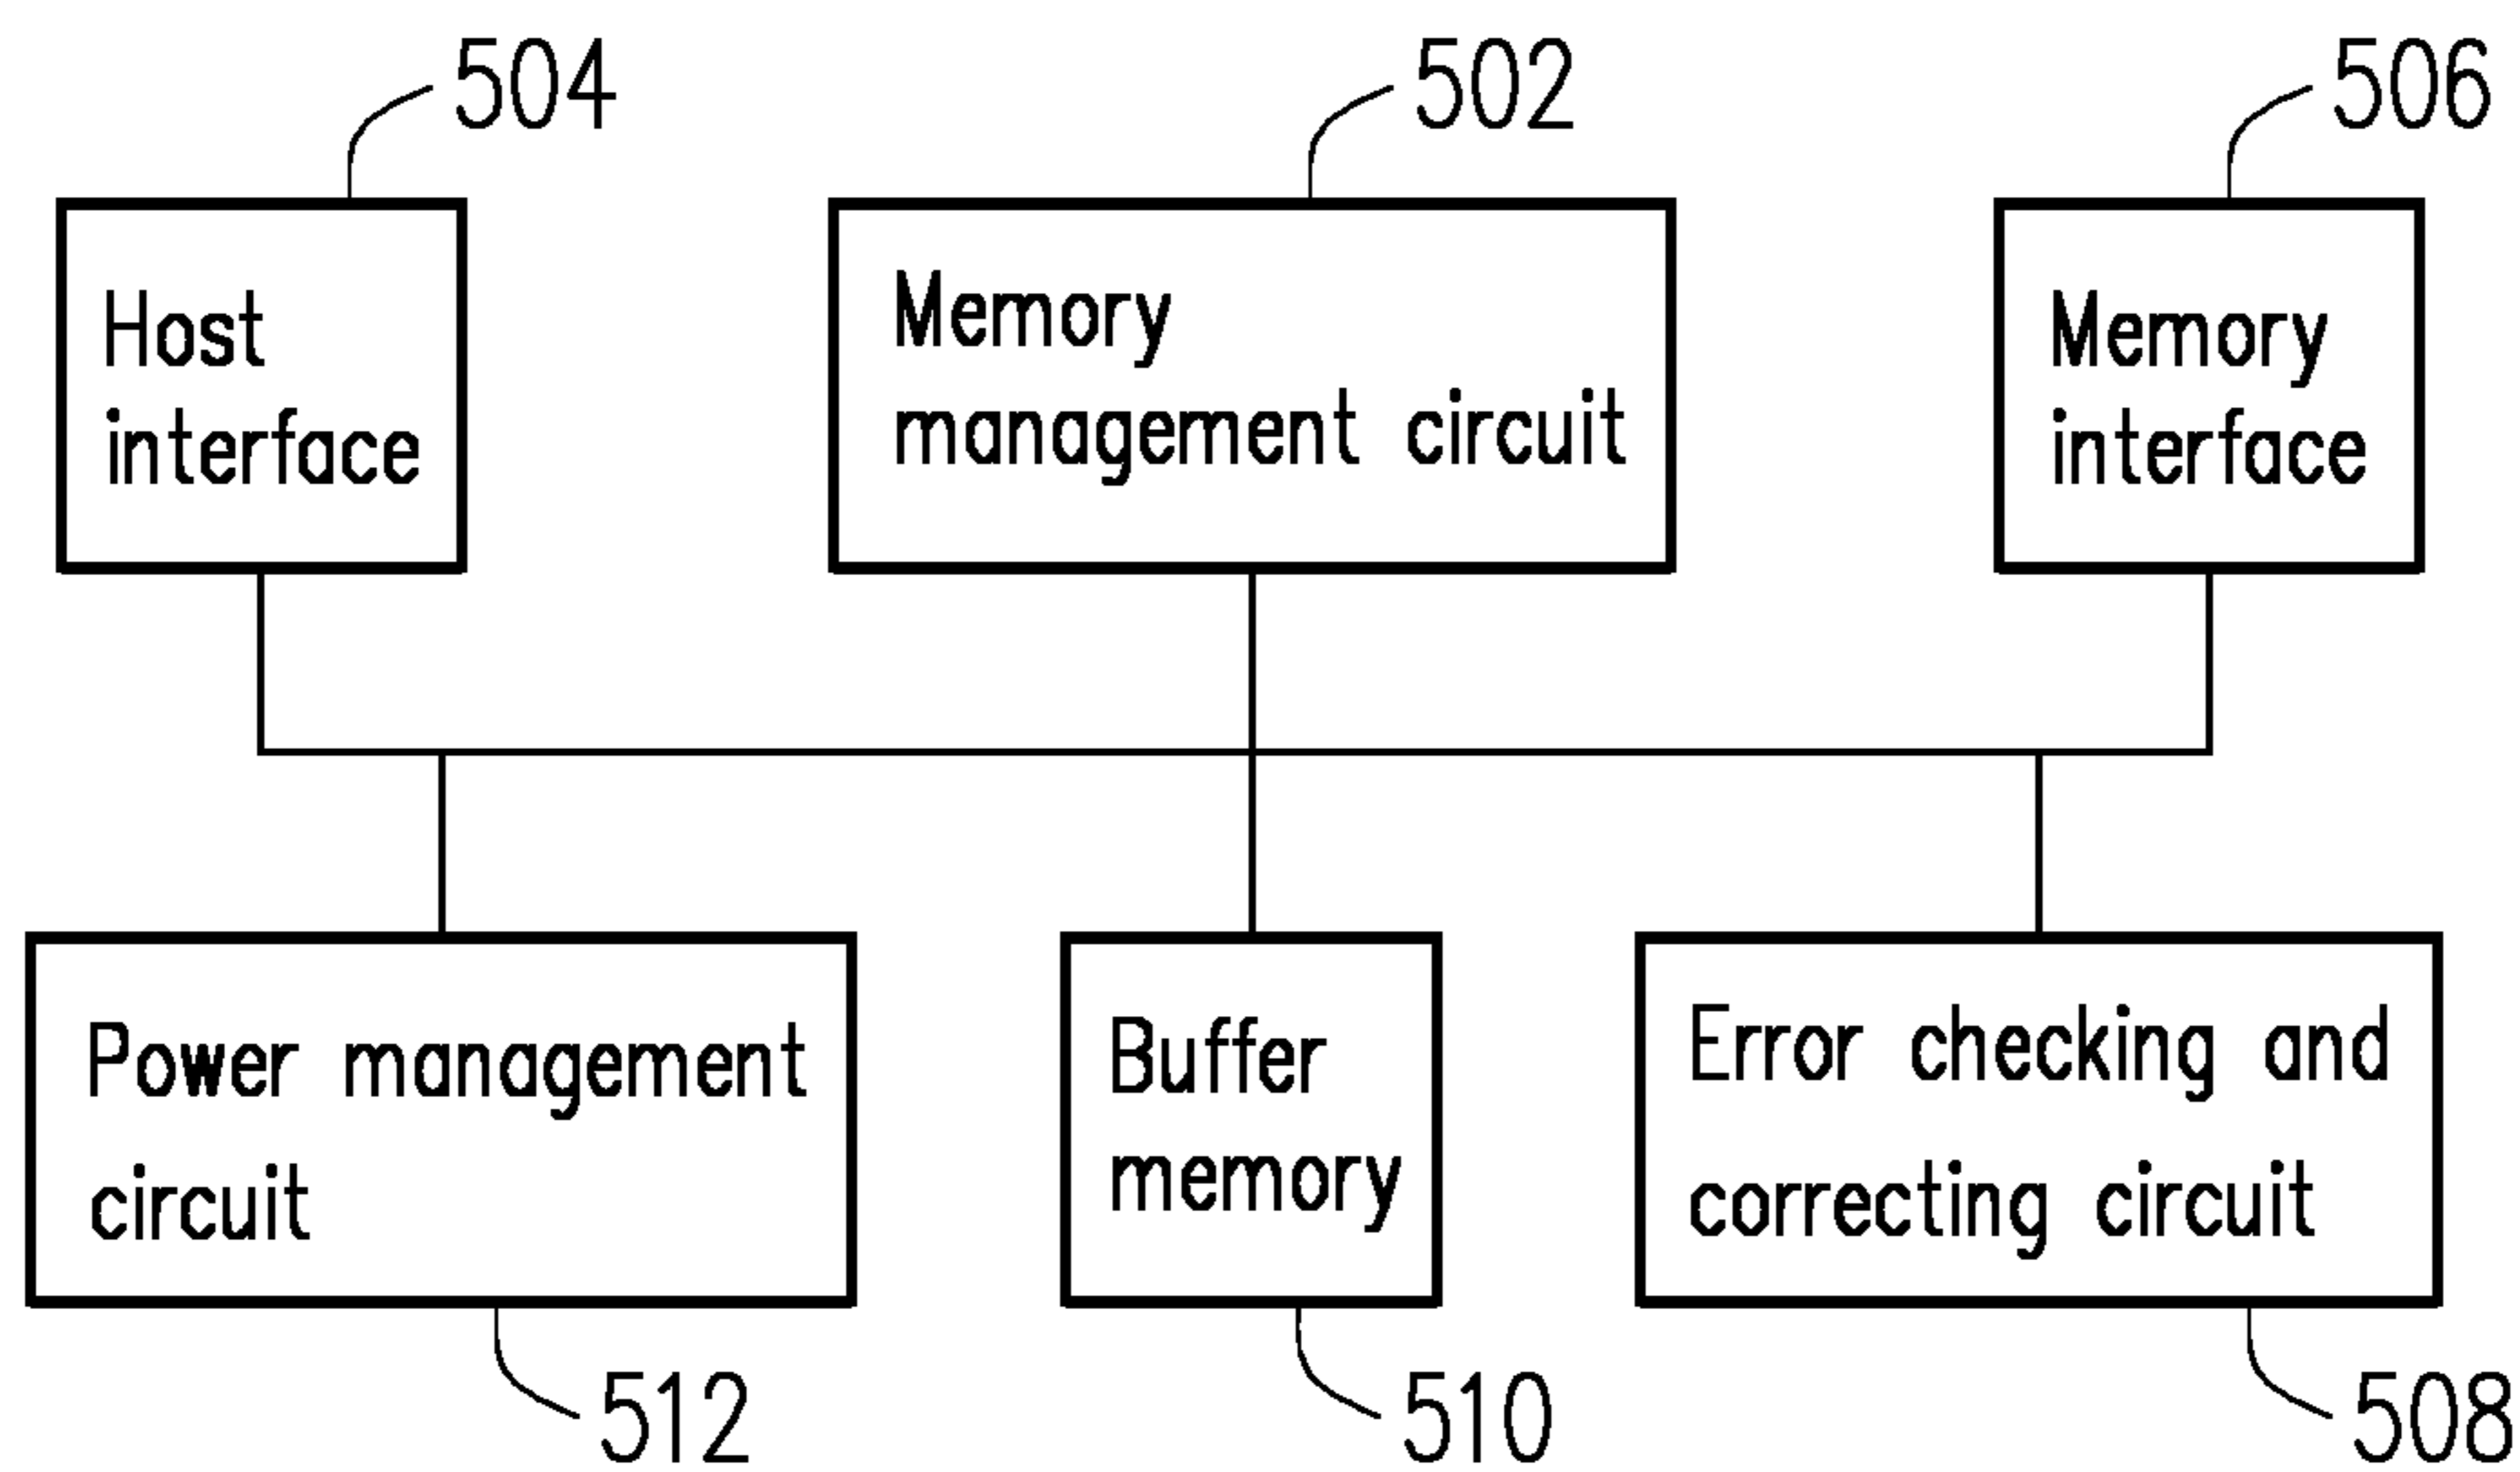 504
502
506
Host
interface
Memory
management circuit
Memory
interface
Power management
circuit
Buffer
memory
Error checking and
correcting circuit
512
510
508